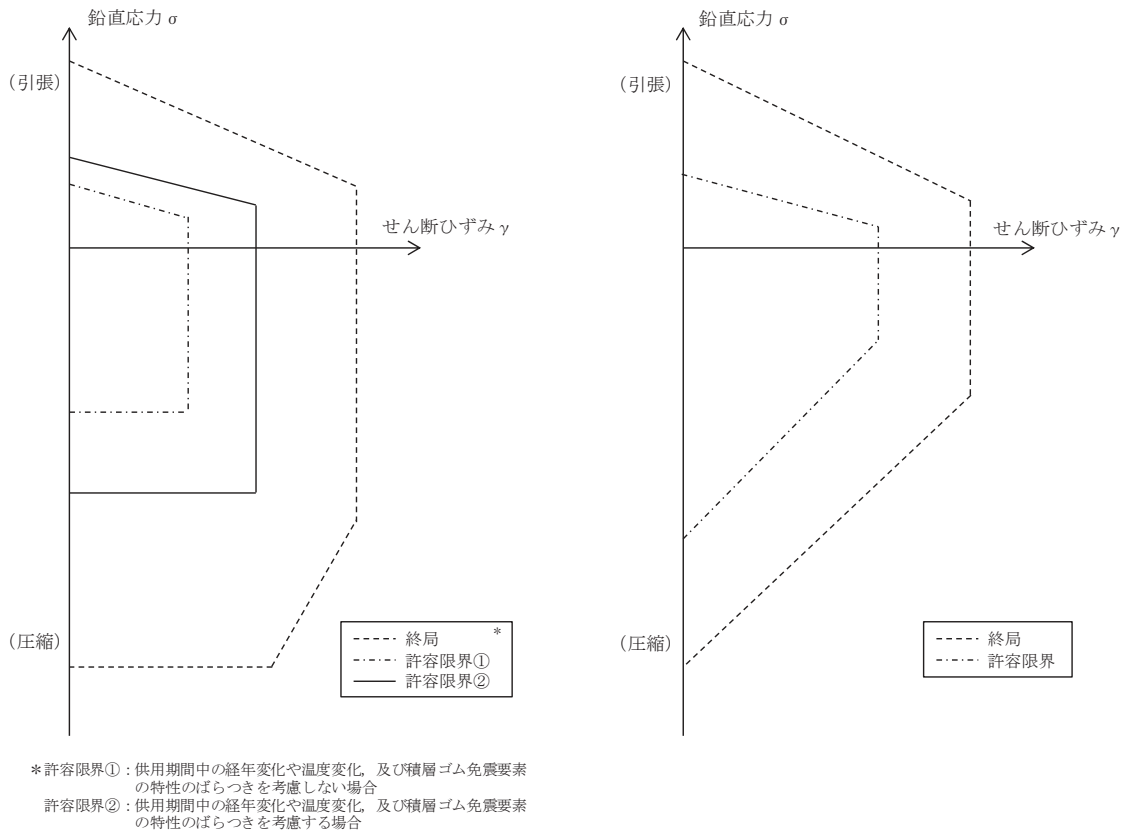 鉛直応力 σ
（引張）
せん断ひずみ γ
（圧縮）
終局 *
許容限界①
許容限界②
＊許容限界①：供用期間中の経年変化や温度変化，及び積層ゴム免震要素
の特性のばらつきを考慮しない場合
許容限界②：供用期間中の経年変化や温度変化，及び積層ゴム免震要素
の特性のばらつきを考慮する場合
鉛直応力 σ
（引張）
せん断ひずみ γ
（圧縮）
終局
許容限界